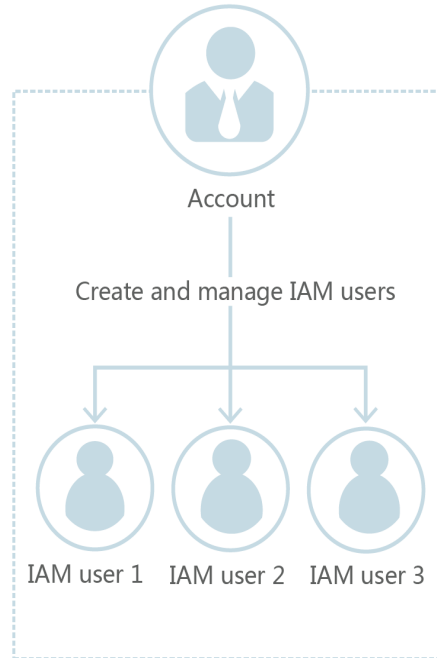 Account
Create and manage IAM users
IAM user 1 IAM user 2 IAM user 3